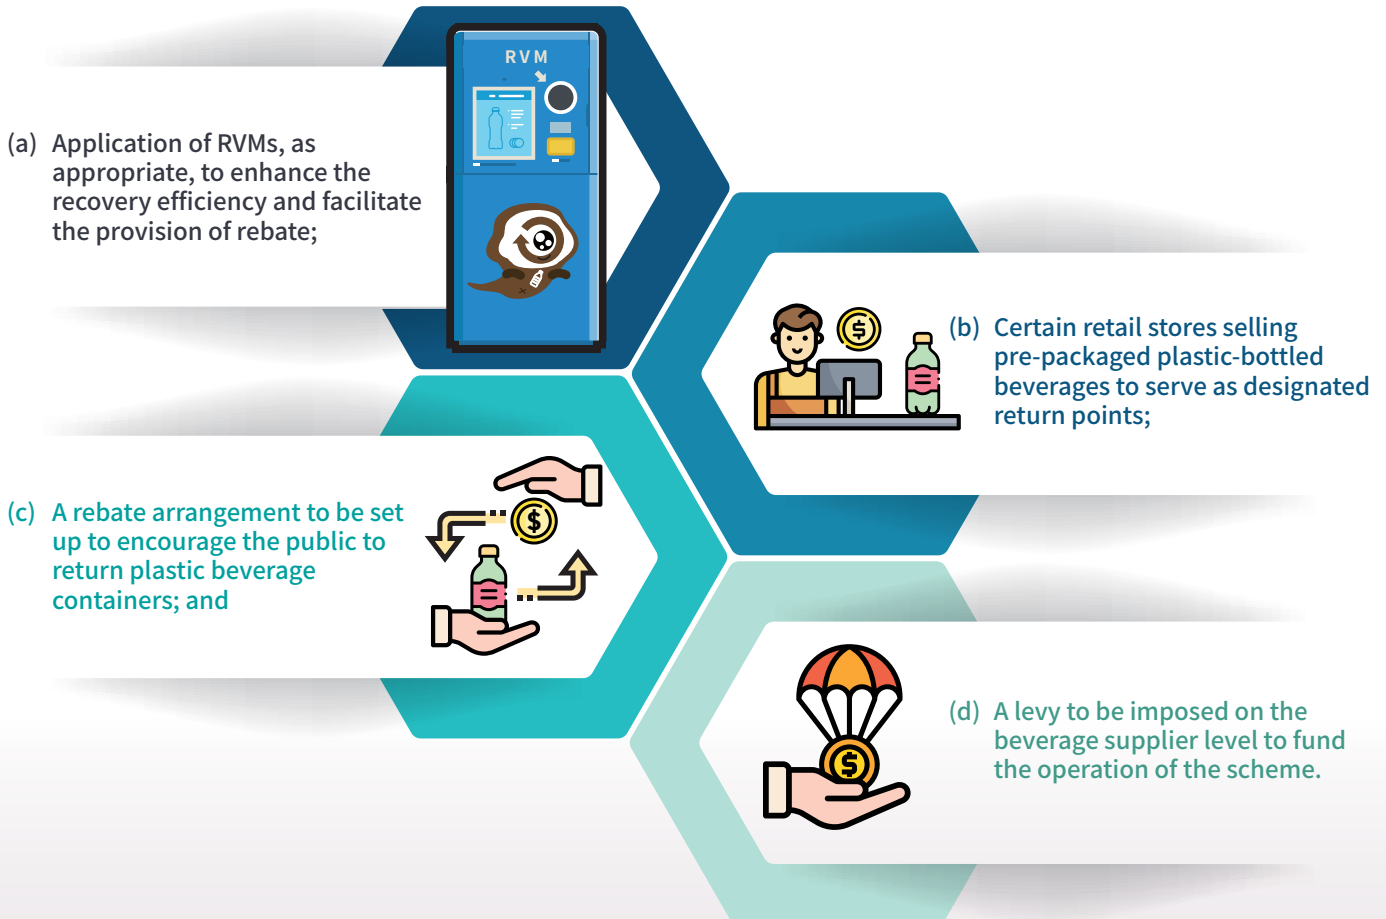 RVM
(a) Application of RVMs, as
appropriate, to enhance the
recovery efficiency and facilitate
the provision of rebate;
(b) Certain retail stores selling
pre-packaged plastic-bottled
beverages to serve as designated
return points;
(c) A rebate arrangement to be set
up to encourage the public to
return plastic beverage
containers; and
(d) A levy to be imposed on the
beverage supplier level to fund
the operation of the scheme.